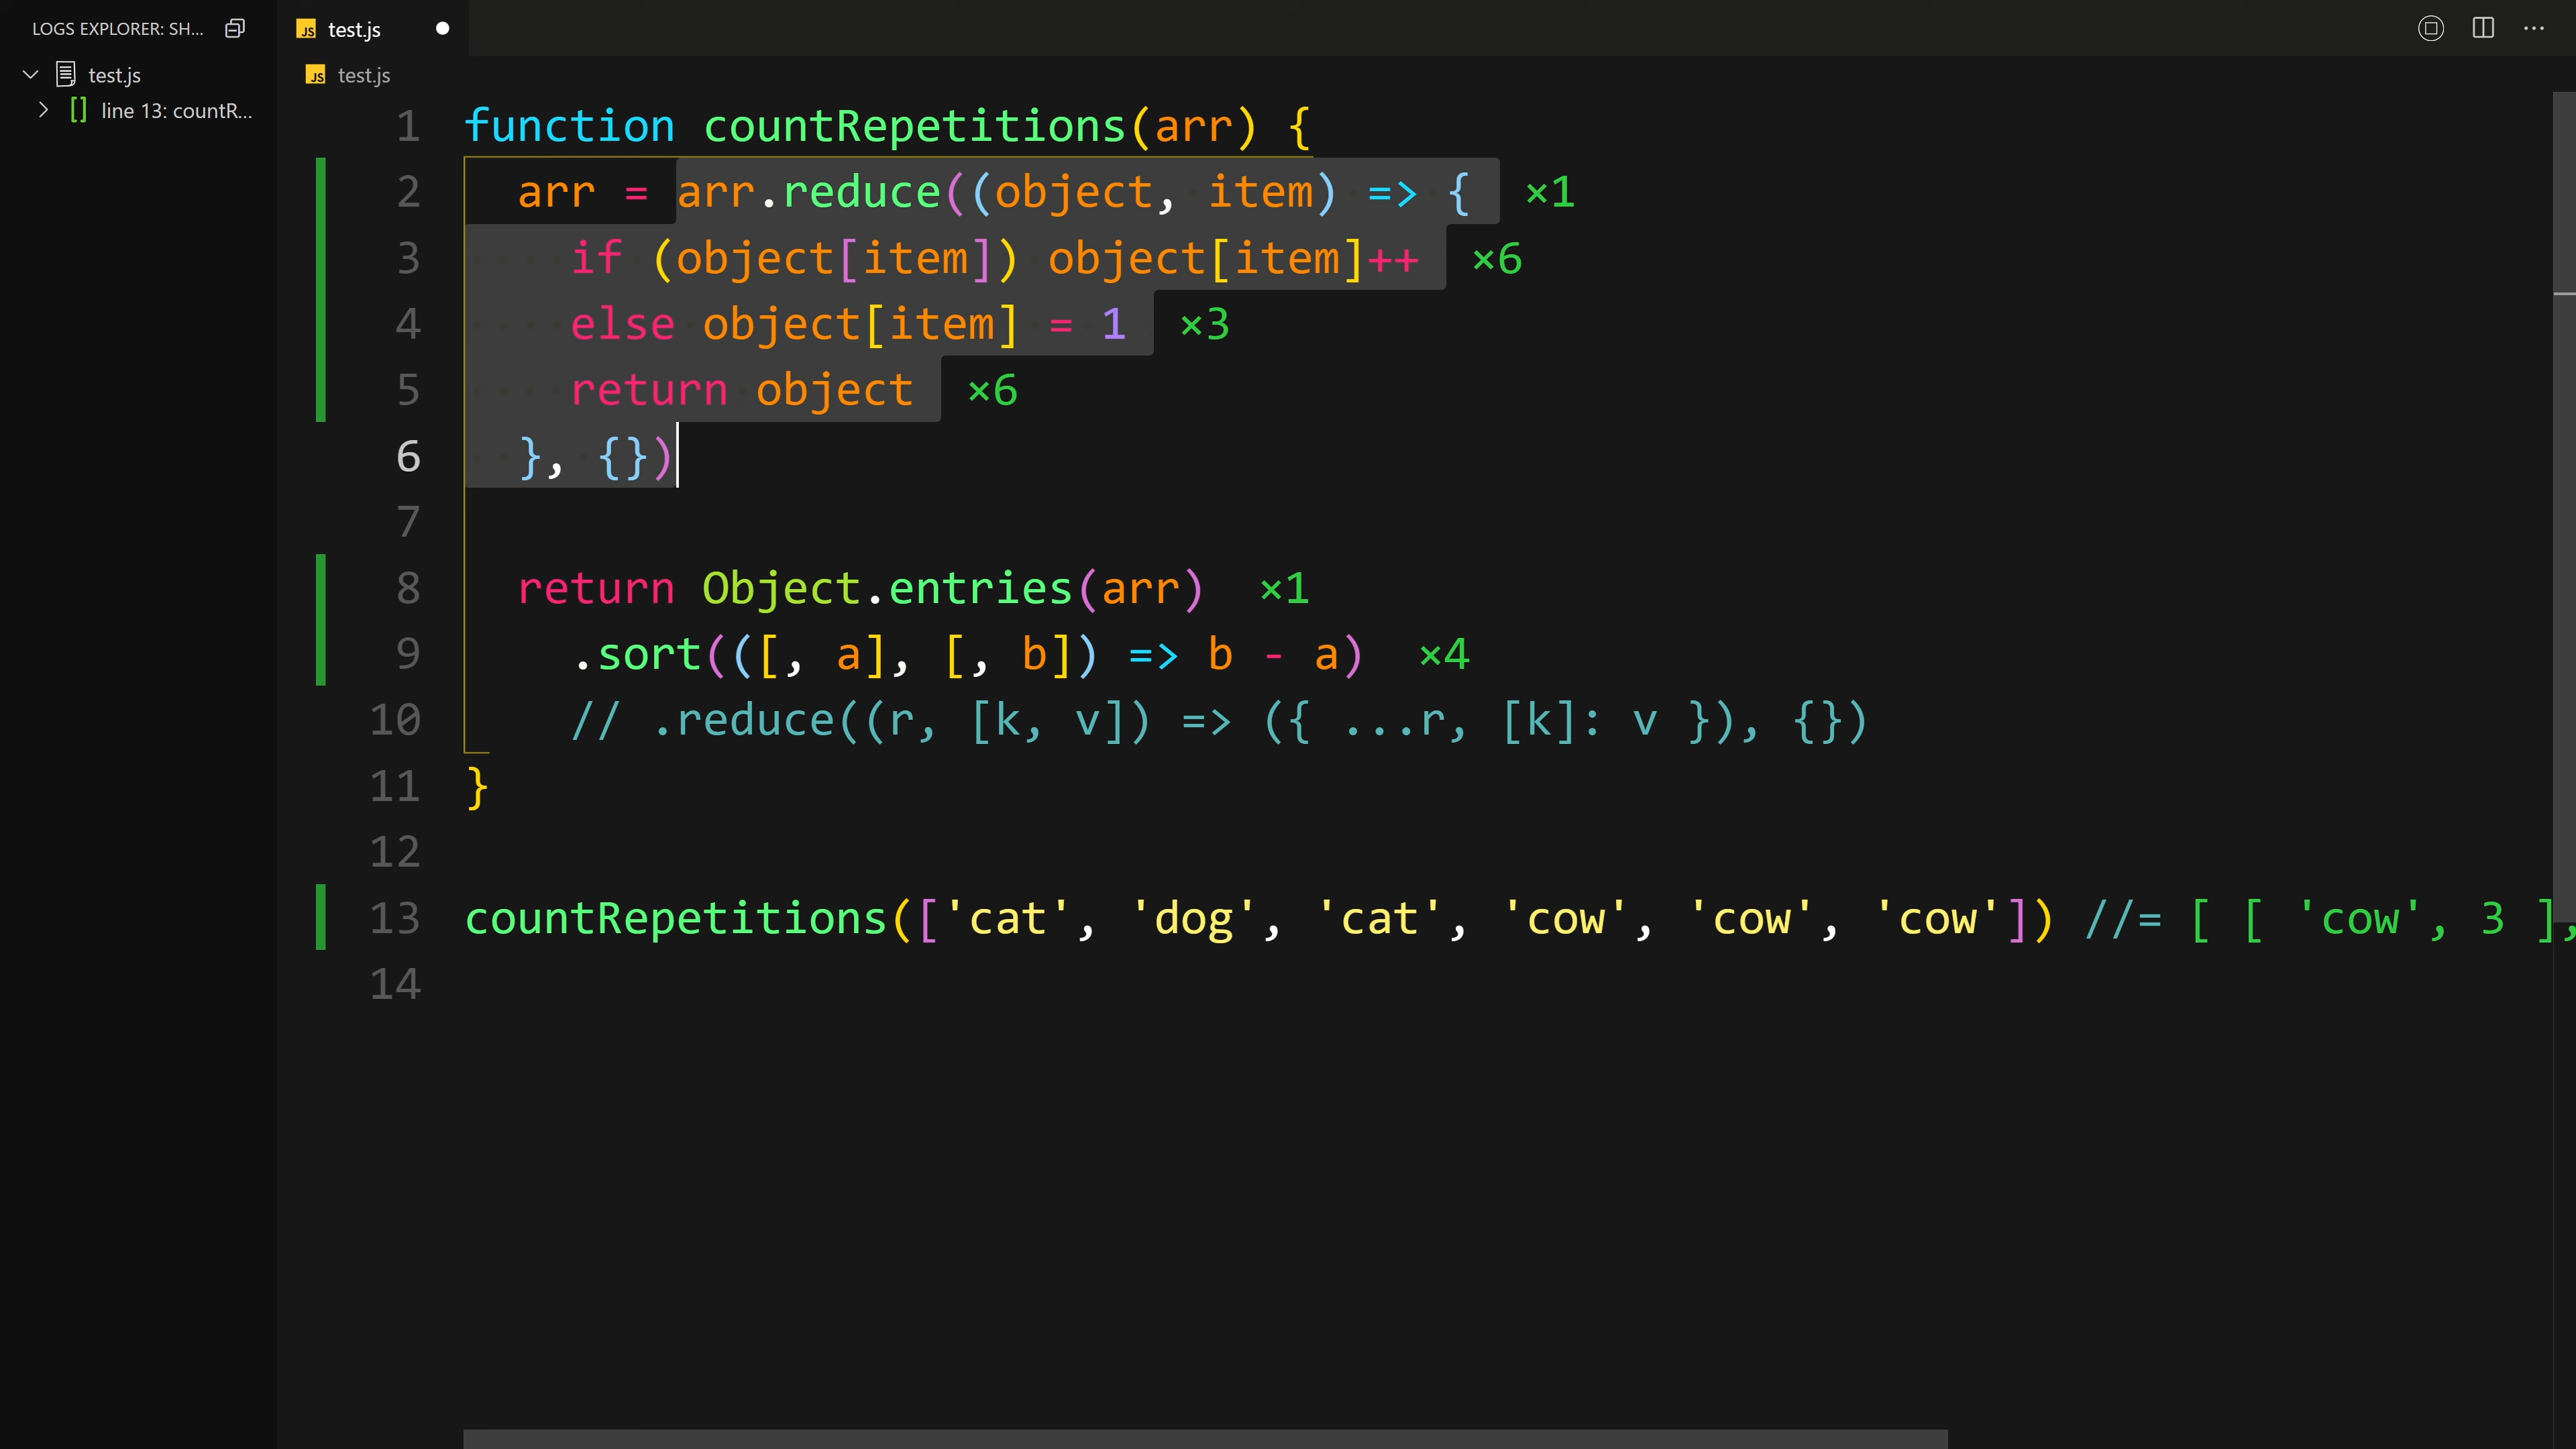 LOGS EXPLORER: SH...
test.js
line 13: countR...
test.js
test.js
1 function countRepetitions(arr) {
2 arr = arr.reduce((object, item) => { ×1
3 if (object[item]) object[item]++ ×6
4 else object[item] = 1 ×3
5 return object ×6
6 }, {})
7
8 return Object.entries(arr) ×1
9 .sort(([, a], [, b]) => b - a) ×4
10 // .reduce((r, [k, v]) => ({ ...r, [k]: v }), {})
11 }
12
13 countRepetitions(['cat', 'dog', 'cat', 'cow', 'cow', 'cow']) //= [ [ 'cow', 3 ],
14